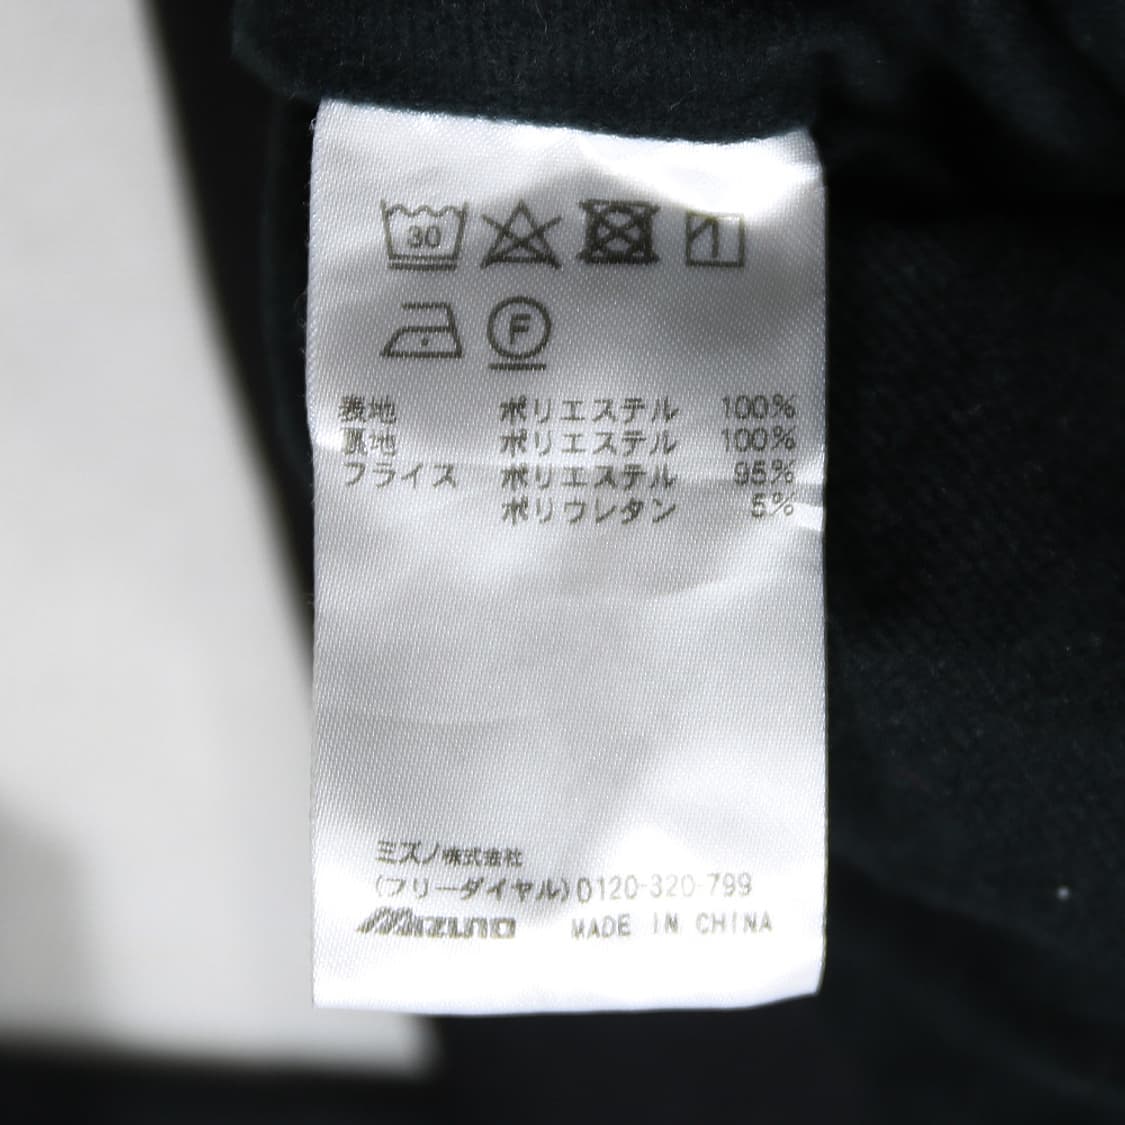 30
F
表地 ポリエステル 100%
裏地 ポリエステル 100%
フライス ポリエステル 95%
ポリウレタン 5%
ミズノ株式会社
(フリーダイヤル)0120-320-799
Mizuno MADE IN CHINA